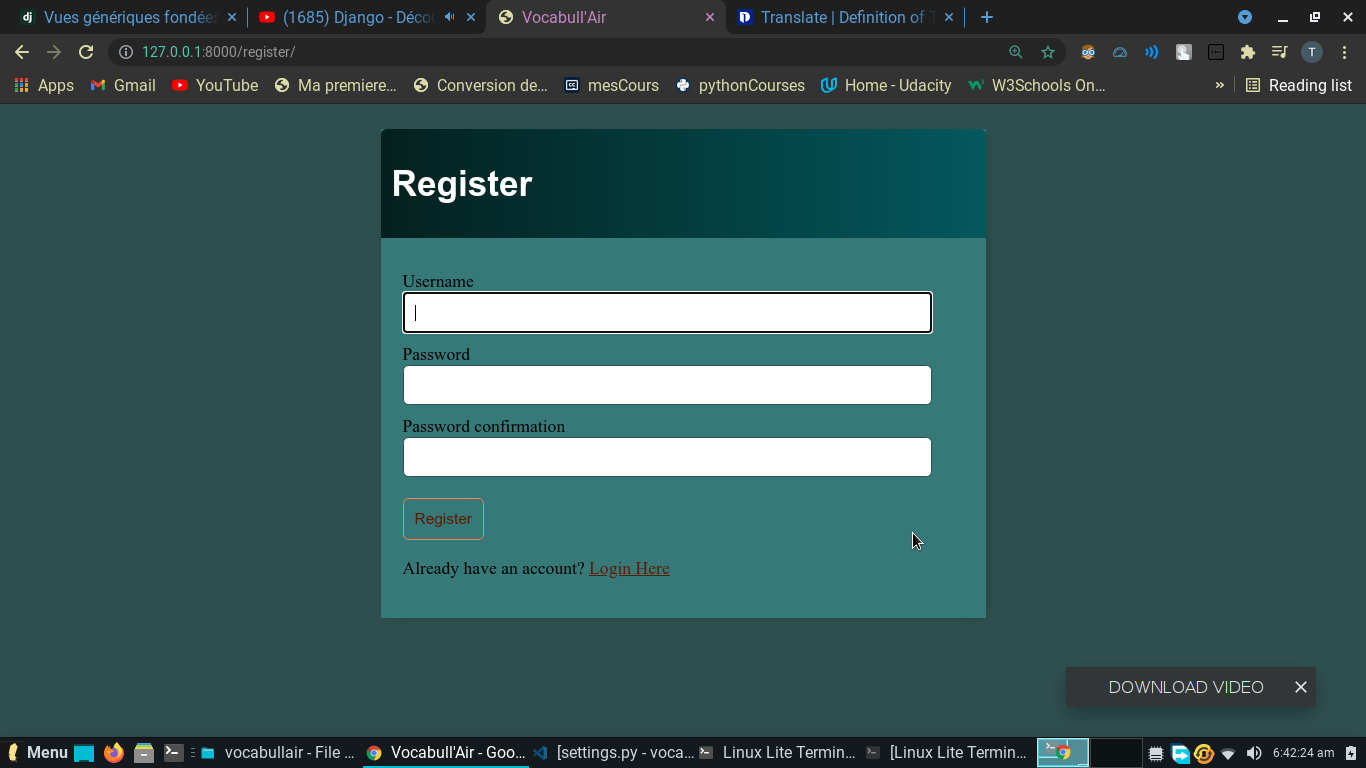 Vues génériques fondées
(1685) Django - Décou
Vocabull'Air
Translate | Definition of T
127.0.0.1:8000/register/
T
Apps
Gmail
YouTube
Ma premiere...
Conversion de...
mesCours
pythonCourses
Home - Udacity
W3Schools On...
»
Reading list
Register
Username
Password
Password confirmation
Register
Already have an account? Login Here
DOWNLOAD VIDEO
Menu
vocabullair - File ...
Vocabull'Air - Goo...
[settings.py - voca...
Linux Lite Termin...
[Linux Lite Termin...
6:42:24 am